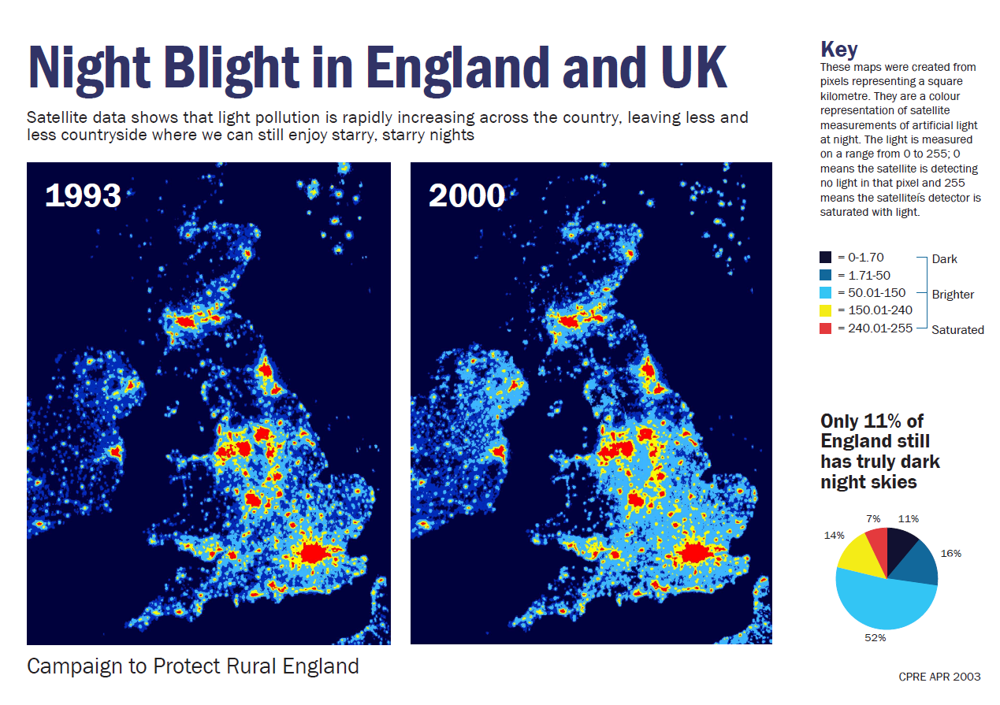 Night Blight in England and UK
Satellite data shows that light pollution is rapidly increasing across the country, leaving less and
less countryside where we can still enjoy starry, starry nights
1993
2000
Campaign to Protect Rural England
Key
These maps were created from
pixels representing a square
kilometre. They are a colour
representation of satellite
measurements of artificial light
at night. The light is measured
on a range from 0 to 255; 0
means the satellite is detecting
no light in that pixel and 255
means the satelliteís detector is
saturated with light.
= 0-1.70
Dark
= 1.71-50
= 50.01-150
Brighter
= 150.01-240
= 240.01-255
Saturated
Only 11% of
England still
has truly dark
night skies
7%
11%
14%
16%
52%
CPRE APR 2003